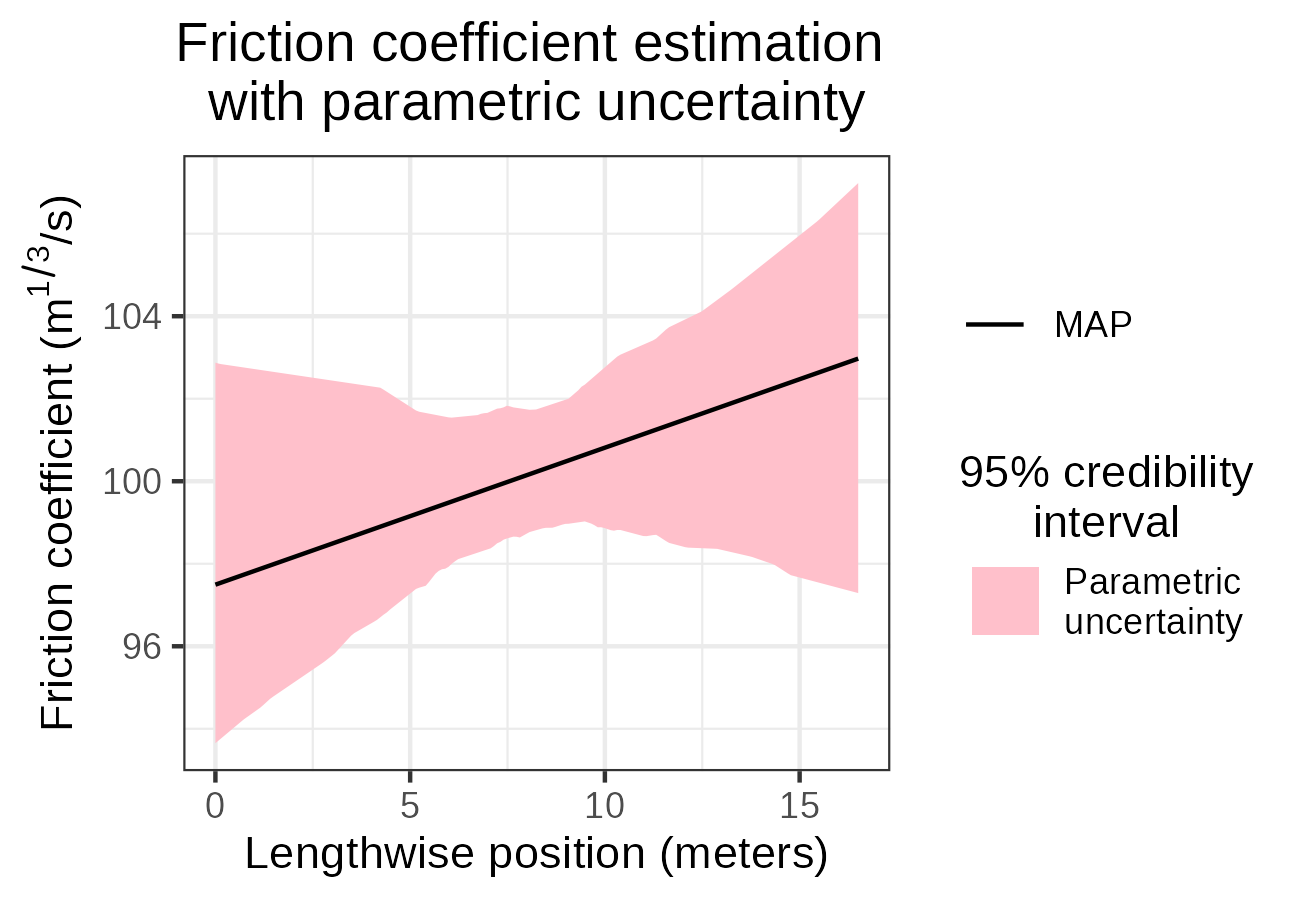 Friction coefficient estimation
with parametric uncertainty
Friction coefficient (m^1/3/s)
104
100
96
0 5 10 15
Lengthwise position (meters)
MAP
95% credibility
interval
Parametric
uncertainty